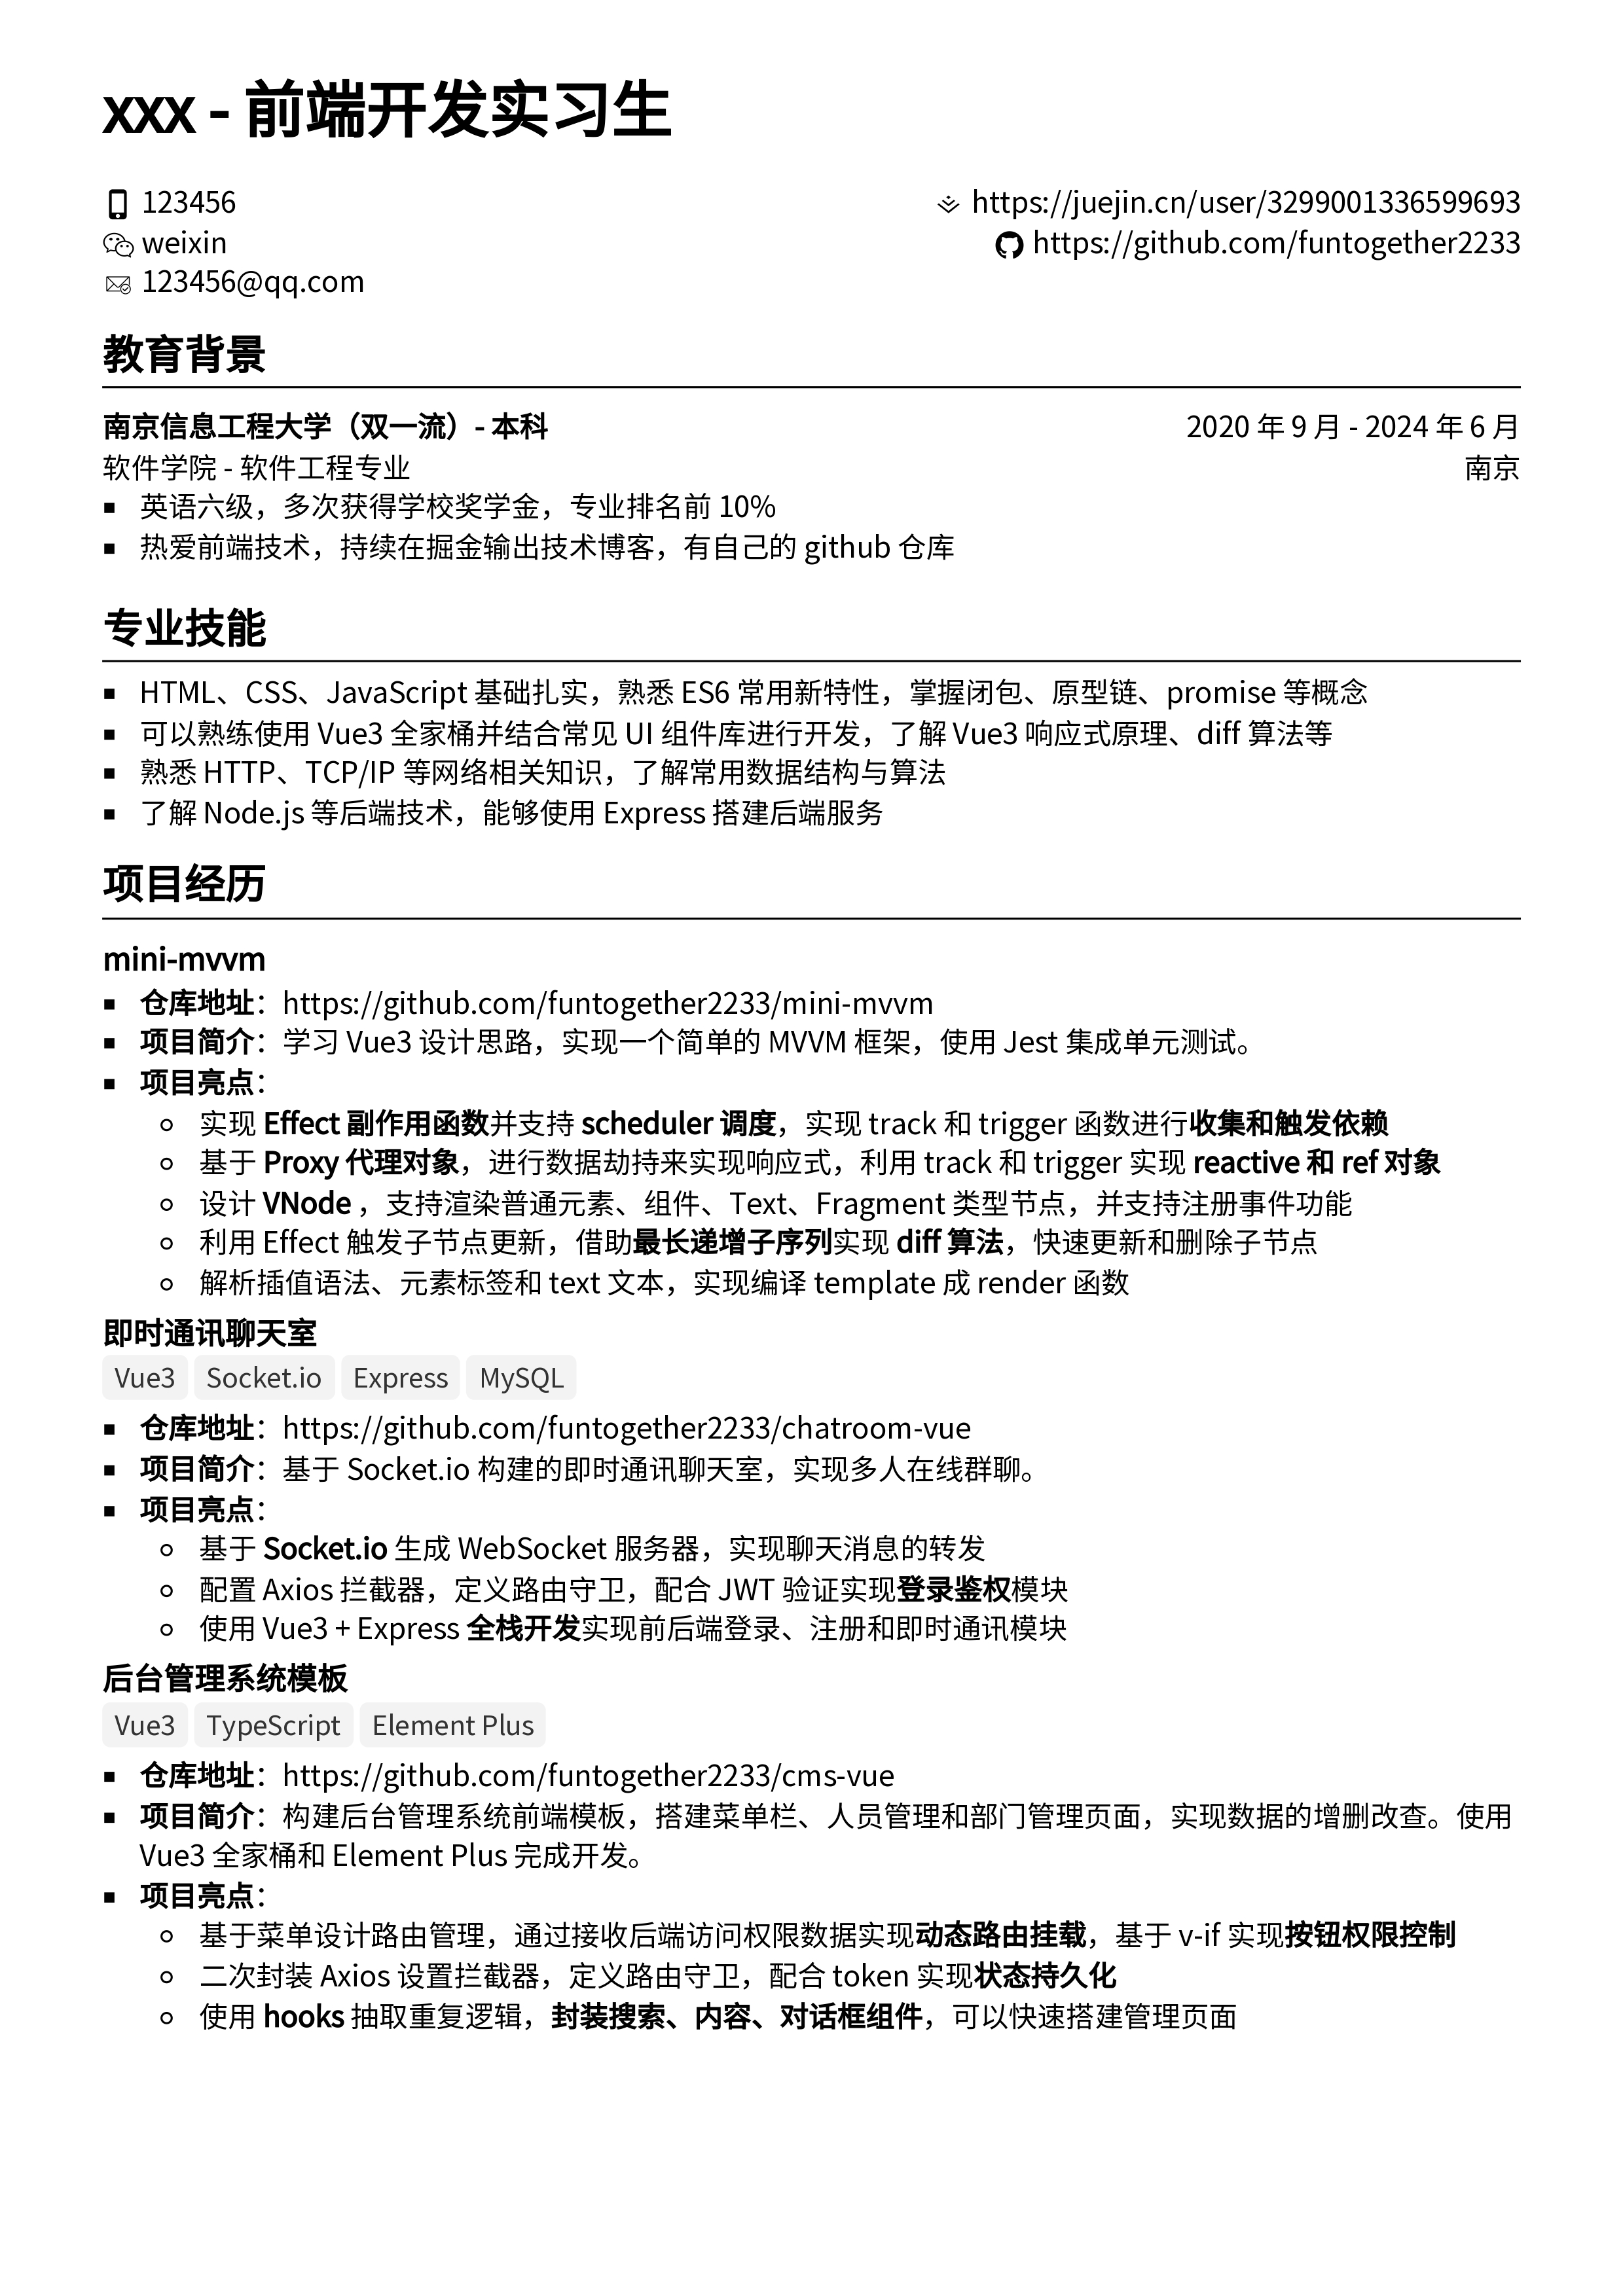 xxx - 前端开发实习生
123456
https://juejin.cn/user/3299001336599693
weixin
https://github.com/funtogether2233
123456@qq.com
教育背景
南京信息工程大学（双一流）- 本科
2020 年 9 月 - 2024 年 6 月
软件学院 - 软件工程专业
南京
英语六级，多次获得学校奖学金，专业排名前 10%
热爱前端技术，持续在掘金输出技术博客，有自己的 github 仓库
专业技能
HTML、CSS、JavaScript 基础扎实，熟悉 ES6 常用新特性，掌握闭包、原型链、promise 等概念
可以熟练使用 Vue3 全家桶并结合常见 UI 组件库进行开发，了解 Vue3 响应式原理、diff 算法等
熟悉 HTTP、TCP/IP 等网络相关知识，了解常用数据结构与算法
了解 Node.js 等后端技术，能够使用 Express 搭建后端服务
项目经历
mini-mvvm
仓库地址：https://github.com/funtogether2233/mini-mvvm
项目简介：学习 Vue3 设计思路，实现一个简单的 MVVM 框架，使用 Jest 集成单元测试。
项目亮点：
实现 Effect 副作用函数并支持 scheduler 调度，实现 track 和 trigger 函数进行收集和触发依赖
基于 Proxy 代理对象，进行数据劫持来实现响应式，利用 track 和 trigger 实现 reactive 和 ref 对象
设计 VNode ，支持渲染普通元素、组件、Text、Fragment 类型节点，并支持注册事件功能
利用 Effect 触发子节点更新，借助最长递增子序列实现 diff 算法，快速更新和删除子节点
解析插值语法、元素标签和 text 文本，实现编译 template 成 render 函数
即时通讯聊天室
Vue3 Socket.io Express MySQL
仓库地址：https://github.com/funtogether2233/chatroom-vue
项目简介：基于 Socket.io 构建的即时通讯聊天室，实现多人在线群聊。
项目亮点：
基于 Socket.io 生成 WebSocket 服务器，实现聊天消息的转发
配置 Axios 拦截器，定义路由守卫，配合 JWT 验证实现登录鉴权模块
使用 Vue3 + Express 全栈开发实现前后端登录、注册和即时通讯模块
后台管理系统模板
Vue3 TypeScript Element Plus
仓库地址：https://github.com/funtogether2233/cms-vue
项目简介：构建后台管理系统前端模板，搭建菜单栏、人员管理和部门管理页面，实现数据的增删改查。使用
Vue3 全家桶和 Element Plus 完成开发。
项目亮点：
基于菜单设计路由管理，通过接收后端访问权限数据实现动态路由挂载，基于 v-if 实现按钮权限控制
二次封装 Axios 设置拦截器，定义路由守卫，配合 token 实现状态持久化
使用 hooks 抽取重复逻辑，封装搜索、内容、对话框组件，可以快速搭建管理页面